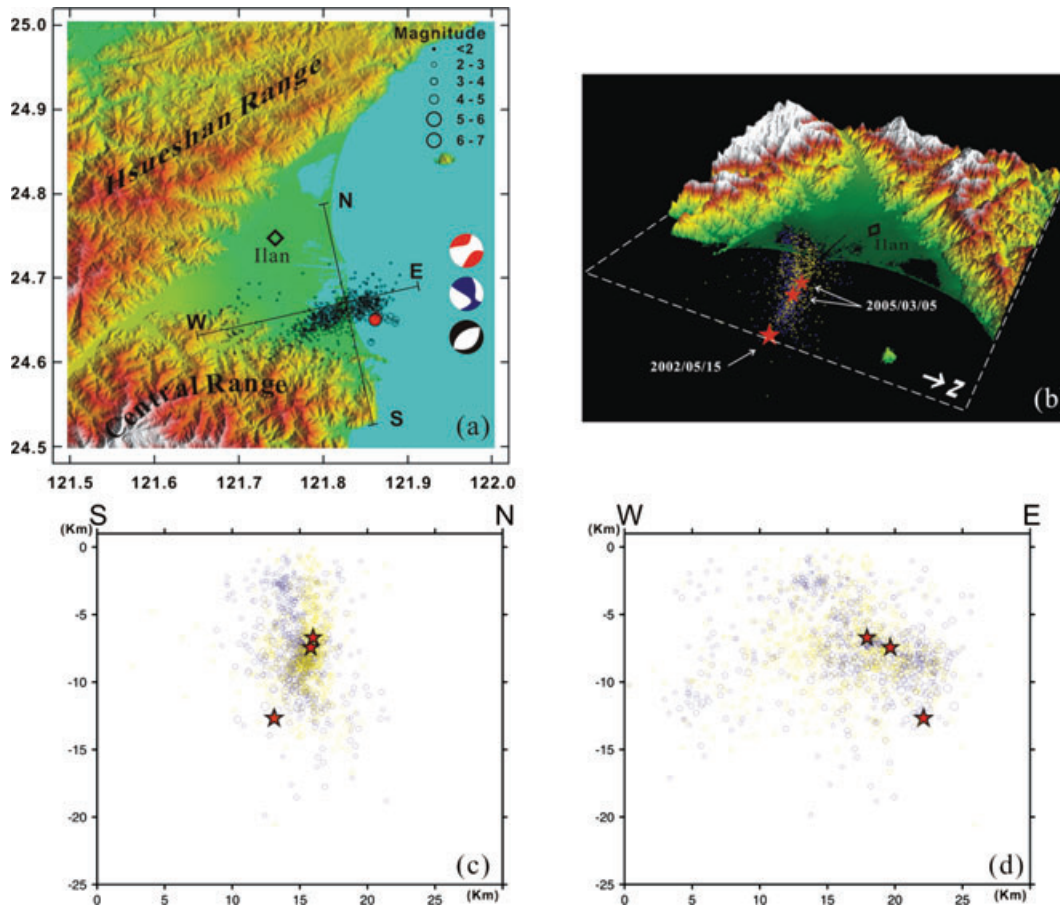 25.0
24.9
24.8
24.7
24.6
24.5
121.5 121.6 121.7 121.8 121.9 122.0
Magnitude
<2
2 - 3
3 - 4
4 - 5
5 - 6
6 - 7
Hsueshan Range
N
Ilan
E
W
Central Range
S
(a)
Ilan
2005/03/05
2002/05/15
Z
(b)
S N
(Km)
0
-5
-10
-15
-20
-25
0 5 10 15 20 25 (Km)
(c)
W E
(Km)
0
-5
-10
-15
-20
-25
0 5 10 15 20 25 (Km)
(d)